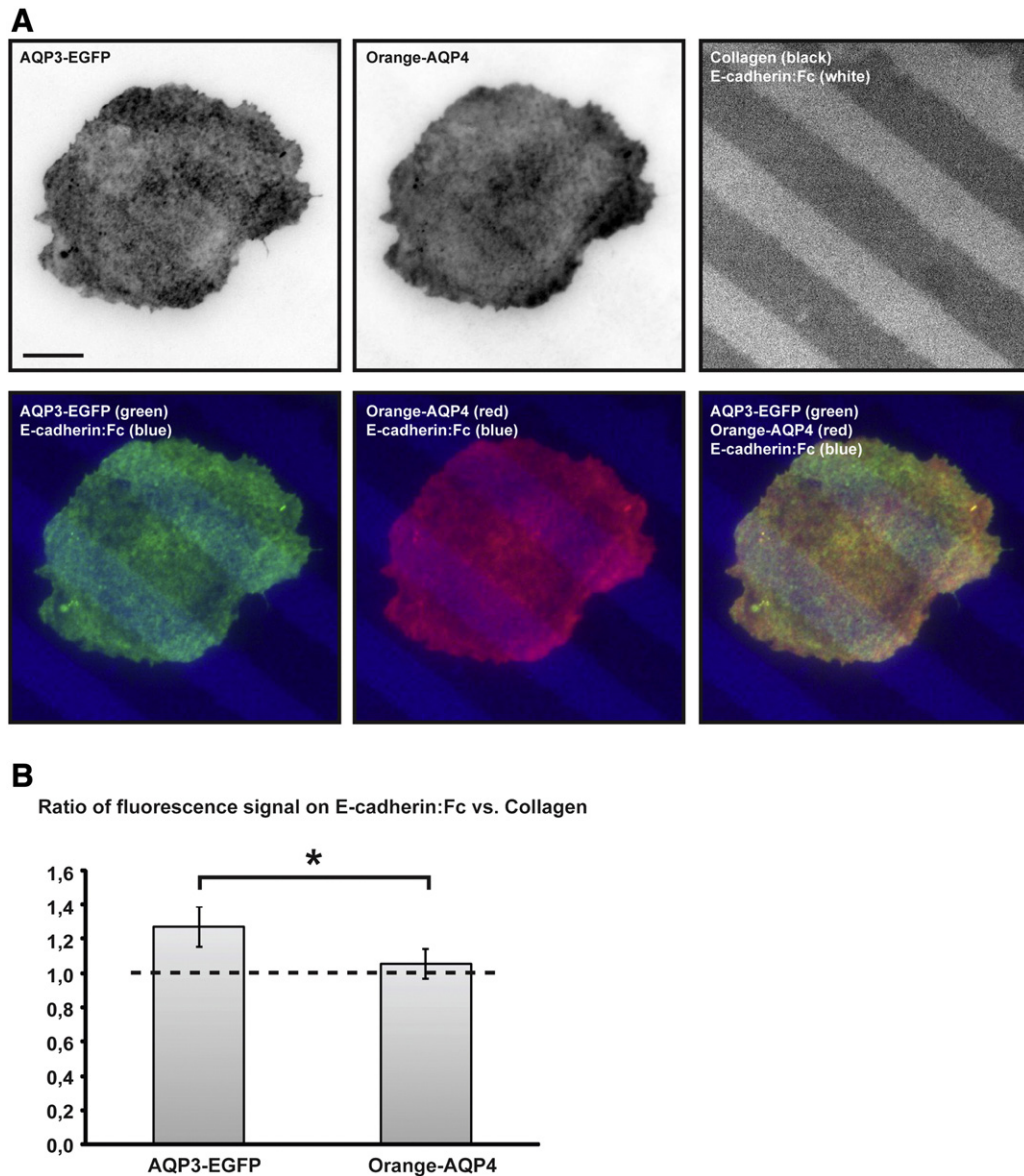 A
AQP3-EGFP
Orange-AQP4
Collagen (black)
E-cadherin:Fc (white)
AQP3-EGFP (green)
E-cadherin:Fc (blue)
Orange-AQP4 (red)
E-cadherin:Fc (blue)
AQP3-EGFP (green)
Orange-AQP4 (red)
E-cadherin:Fc (blue)
B
Ratio of fluorescence signal on E-cadherin:Fc vs. Collagen
*
1,6
1,4
1,2
1,0
0,8
0,6
0,4
0,2
0,0
AQP3-EGFP
Orange-AQP4